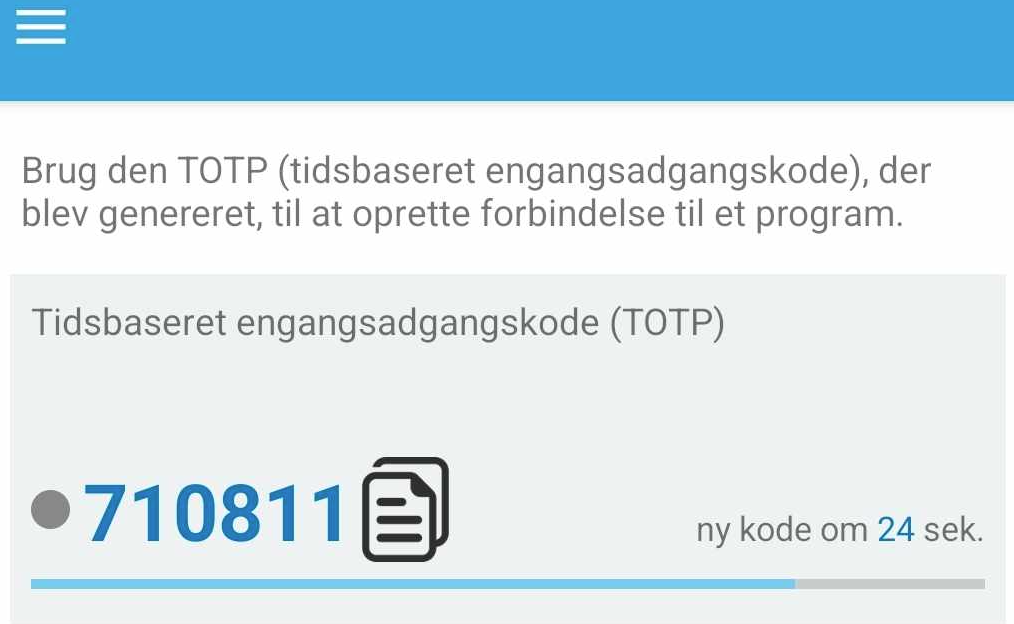 Brug den TOTP (tidsbaseret engangsadgangskode), der
blev genereret, til at oprette forbindelse til et program.
Tidsbaseret engangsadgangskode (TOTP)
710811
ny kode om 24 sek.